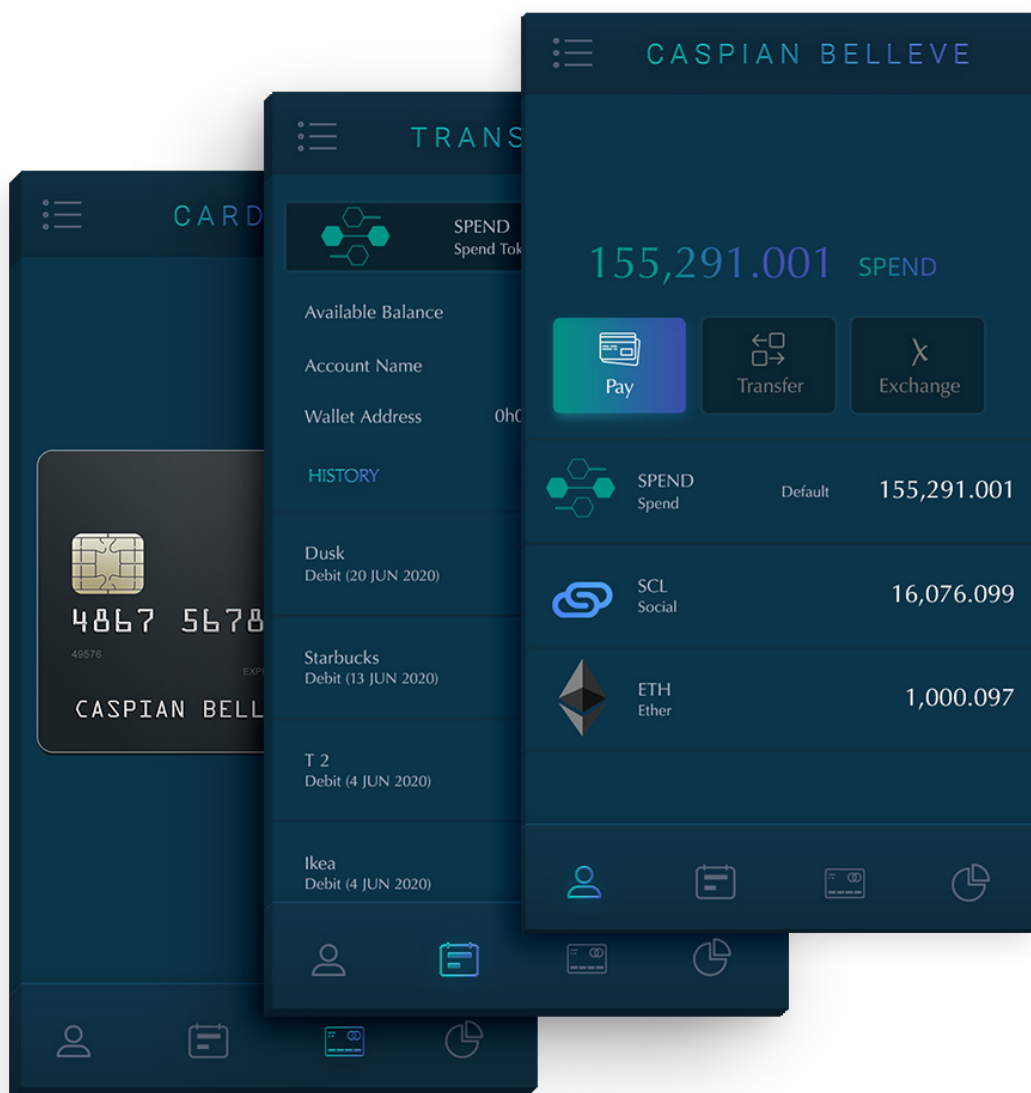 CARD
4867 5678
49576
CASPIAN BELL
TRANS
SPEND
Spend Tok
Available Balance
Account Name
Wallet Address 0h0
HISTORY
Dusk
Debit (20 JUN 2020)
Starbucks
Debit (13 JUN 2020)
T 2
Debit (4 JUN 2020)
Ikea
Debit (4 JUN 2020)
CASPIAN BELLEVE
155,291.001 SPEND
Pay Transfer Exchange
SPEND
Spend Default 155,291.001
SCL
Social 16,076.099
ETH
Ether 1,000.097